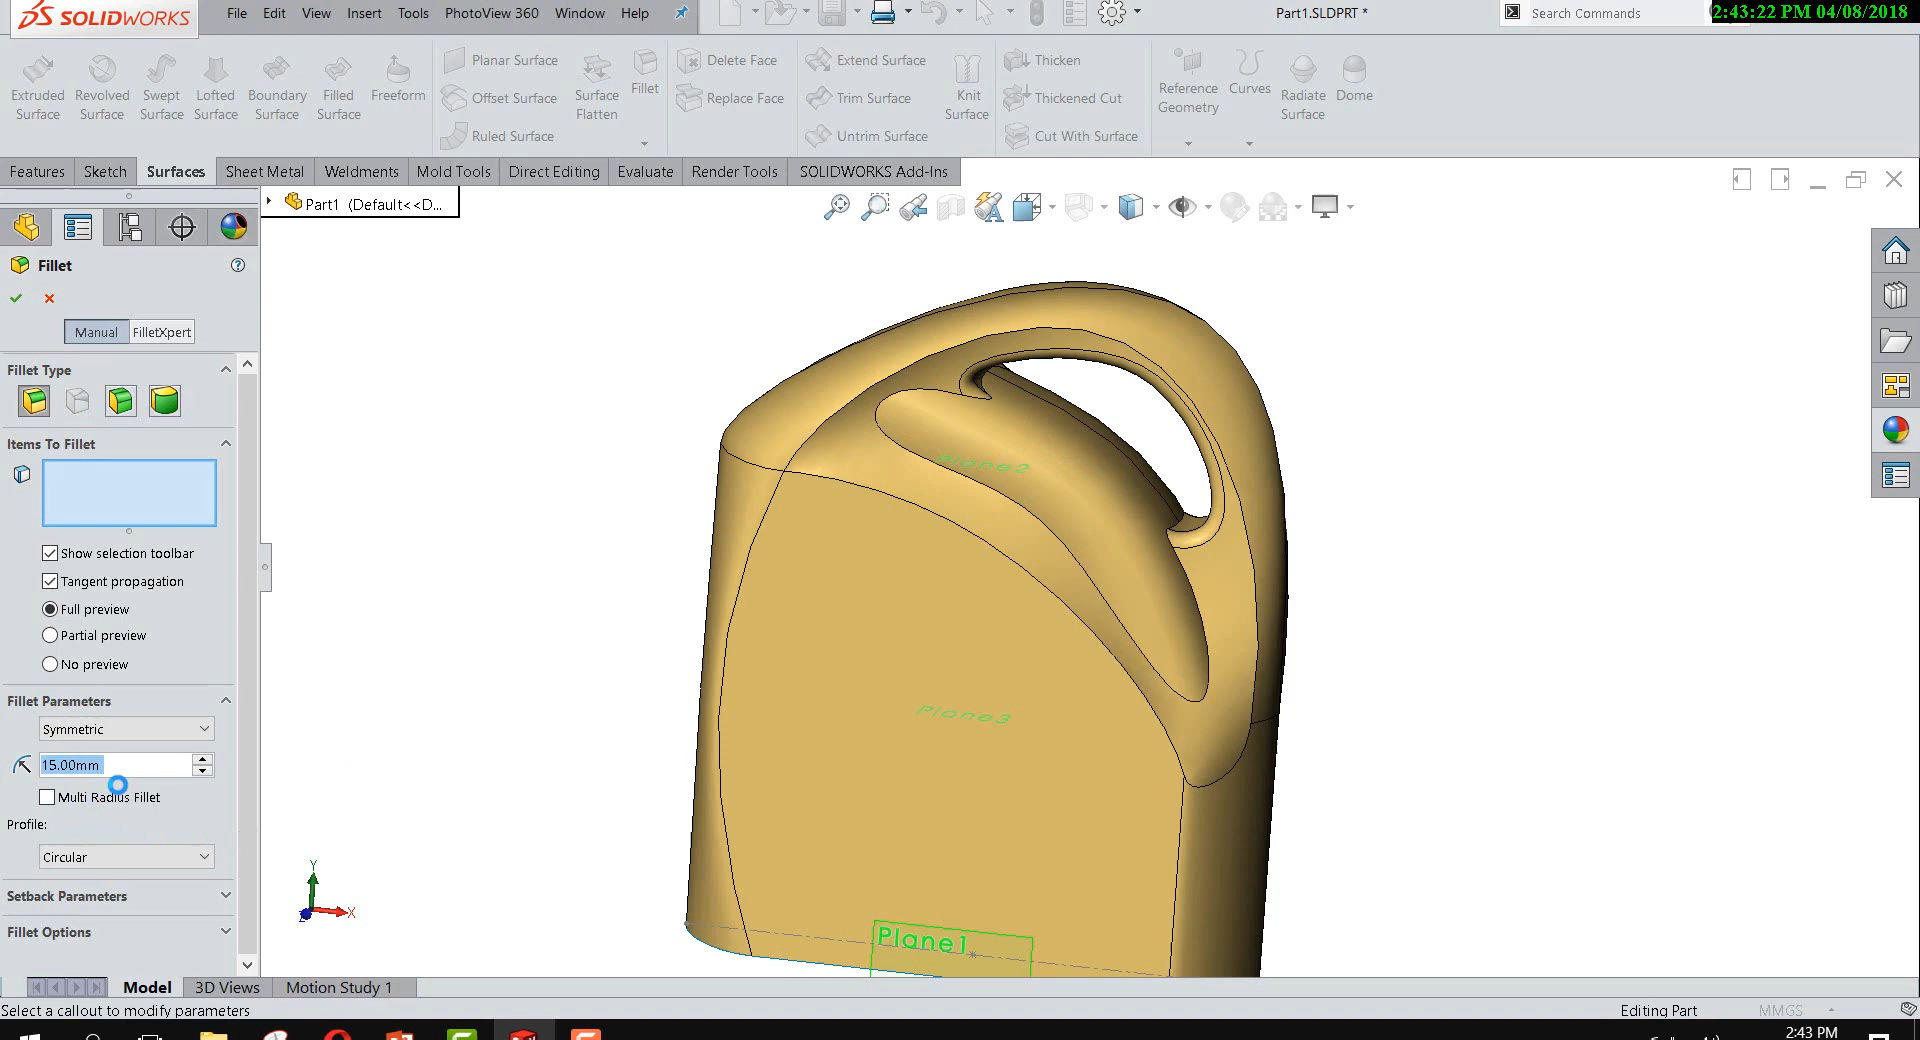 SOLIDWORKS File Edit View Insert Tools PhotoView 360 Window Help Part1.SLDPRT * Search Commands 2:43:22 PM 04/08/2018
Extruded Surface
Revolved Surface
Swept Surface
Lofted Surface
Boundary Surface
Filled Surface
Freeform
Planar Surface
Offset Surface
Ruled Surface
Surface Flatten
Fillet
Delete Face
Replace Face
Extend Surface
Trim Surface
Untrim Surface
Knit Surface
Thicken
Thickened Cut
Cut With Surface
Reference Geometry
Curves
Radiate Surface
Dome
Features Sketch Surfaces Sheet Metal Weldments Mold Tools Direct Editing Evaluate Render Tools SOLIDWORKS Add-Ins
Part1 (Default<<D...
Fillet
Manual FilletXpert
Fillet Type
Items To Fillet
Show selection toolbar
Tangent propagation
Full preview
Partial preview
No preview
Fillet Parameters
Symmetric
15.00mm
Multi Radius Fillet
Profile:
Circular
Setback Parameters
Fillet Options
Plane2
Plane3
Plane1
Y
X
Z
Model 3D Views Motion Study 1
Select a callout to modify parameters Editing Part MMGS
2:43 PM